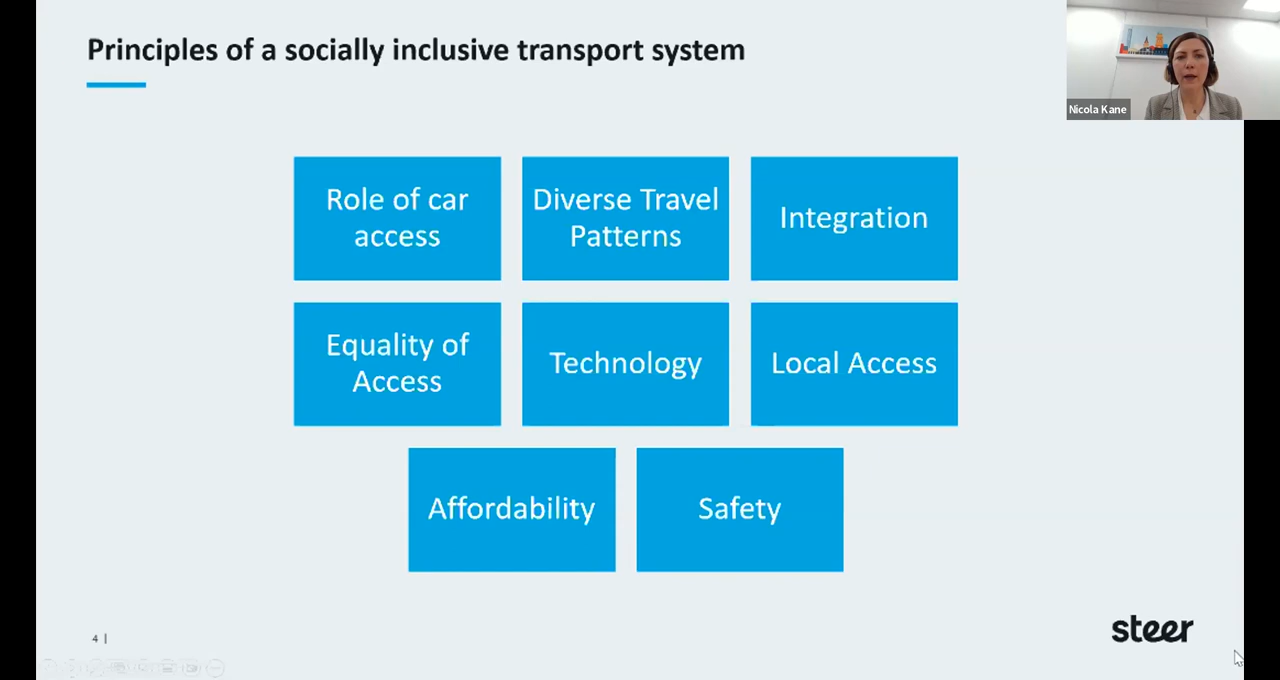 Principles of a socially inclusive transport system
Nicola Kane
Role of car
access
Diverse Travel
Patterns
Integration
Equality of
Access
Technology
Local Access
Affordability
Safety
4 |
steer